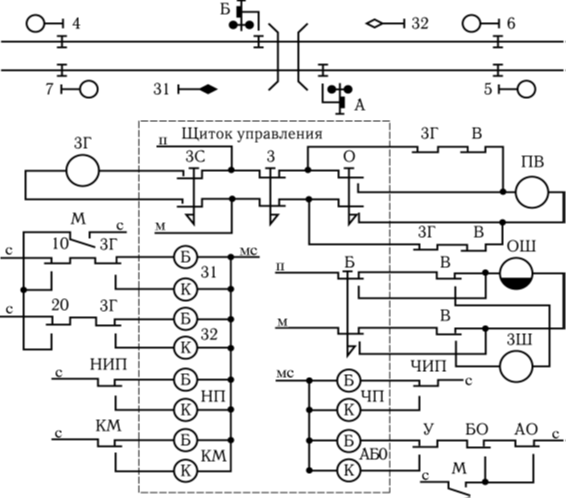 Б
4
32
6
7
31
5
А
Щиток управления
П
ЗГ
ЗС
З
О
ЗГ
В
ПВ
М
с
м
ЗГ
В
с
10
ЗГ
Б
мс
ОШ
31
К
п
Б
В
с
20
ЗГ
Б
м
В
32
К
ЗШ
НИП
с
Б
мс
Б
ЧИП
с
НП
К
ЧП
К
КМ
с
Б
Б
У
БО
АО
с
КМ
АБ0
К
К
с
М